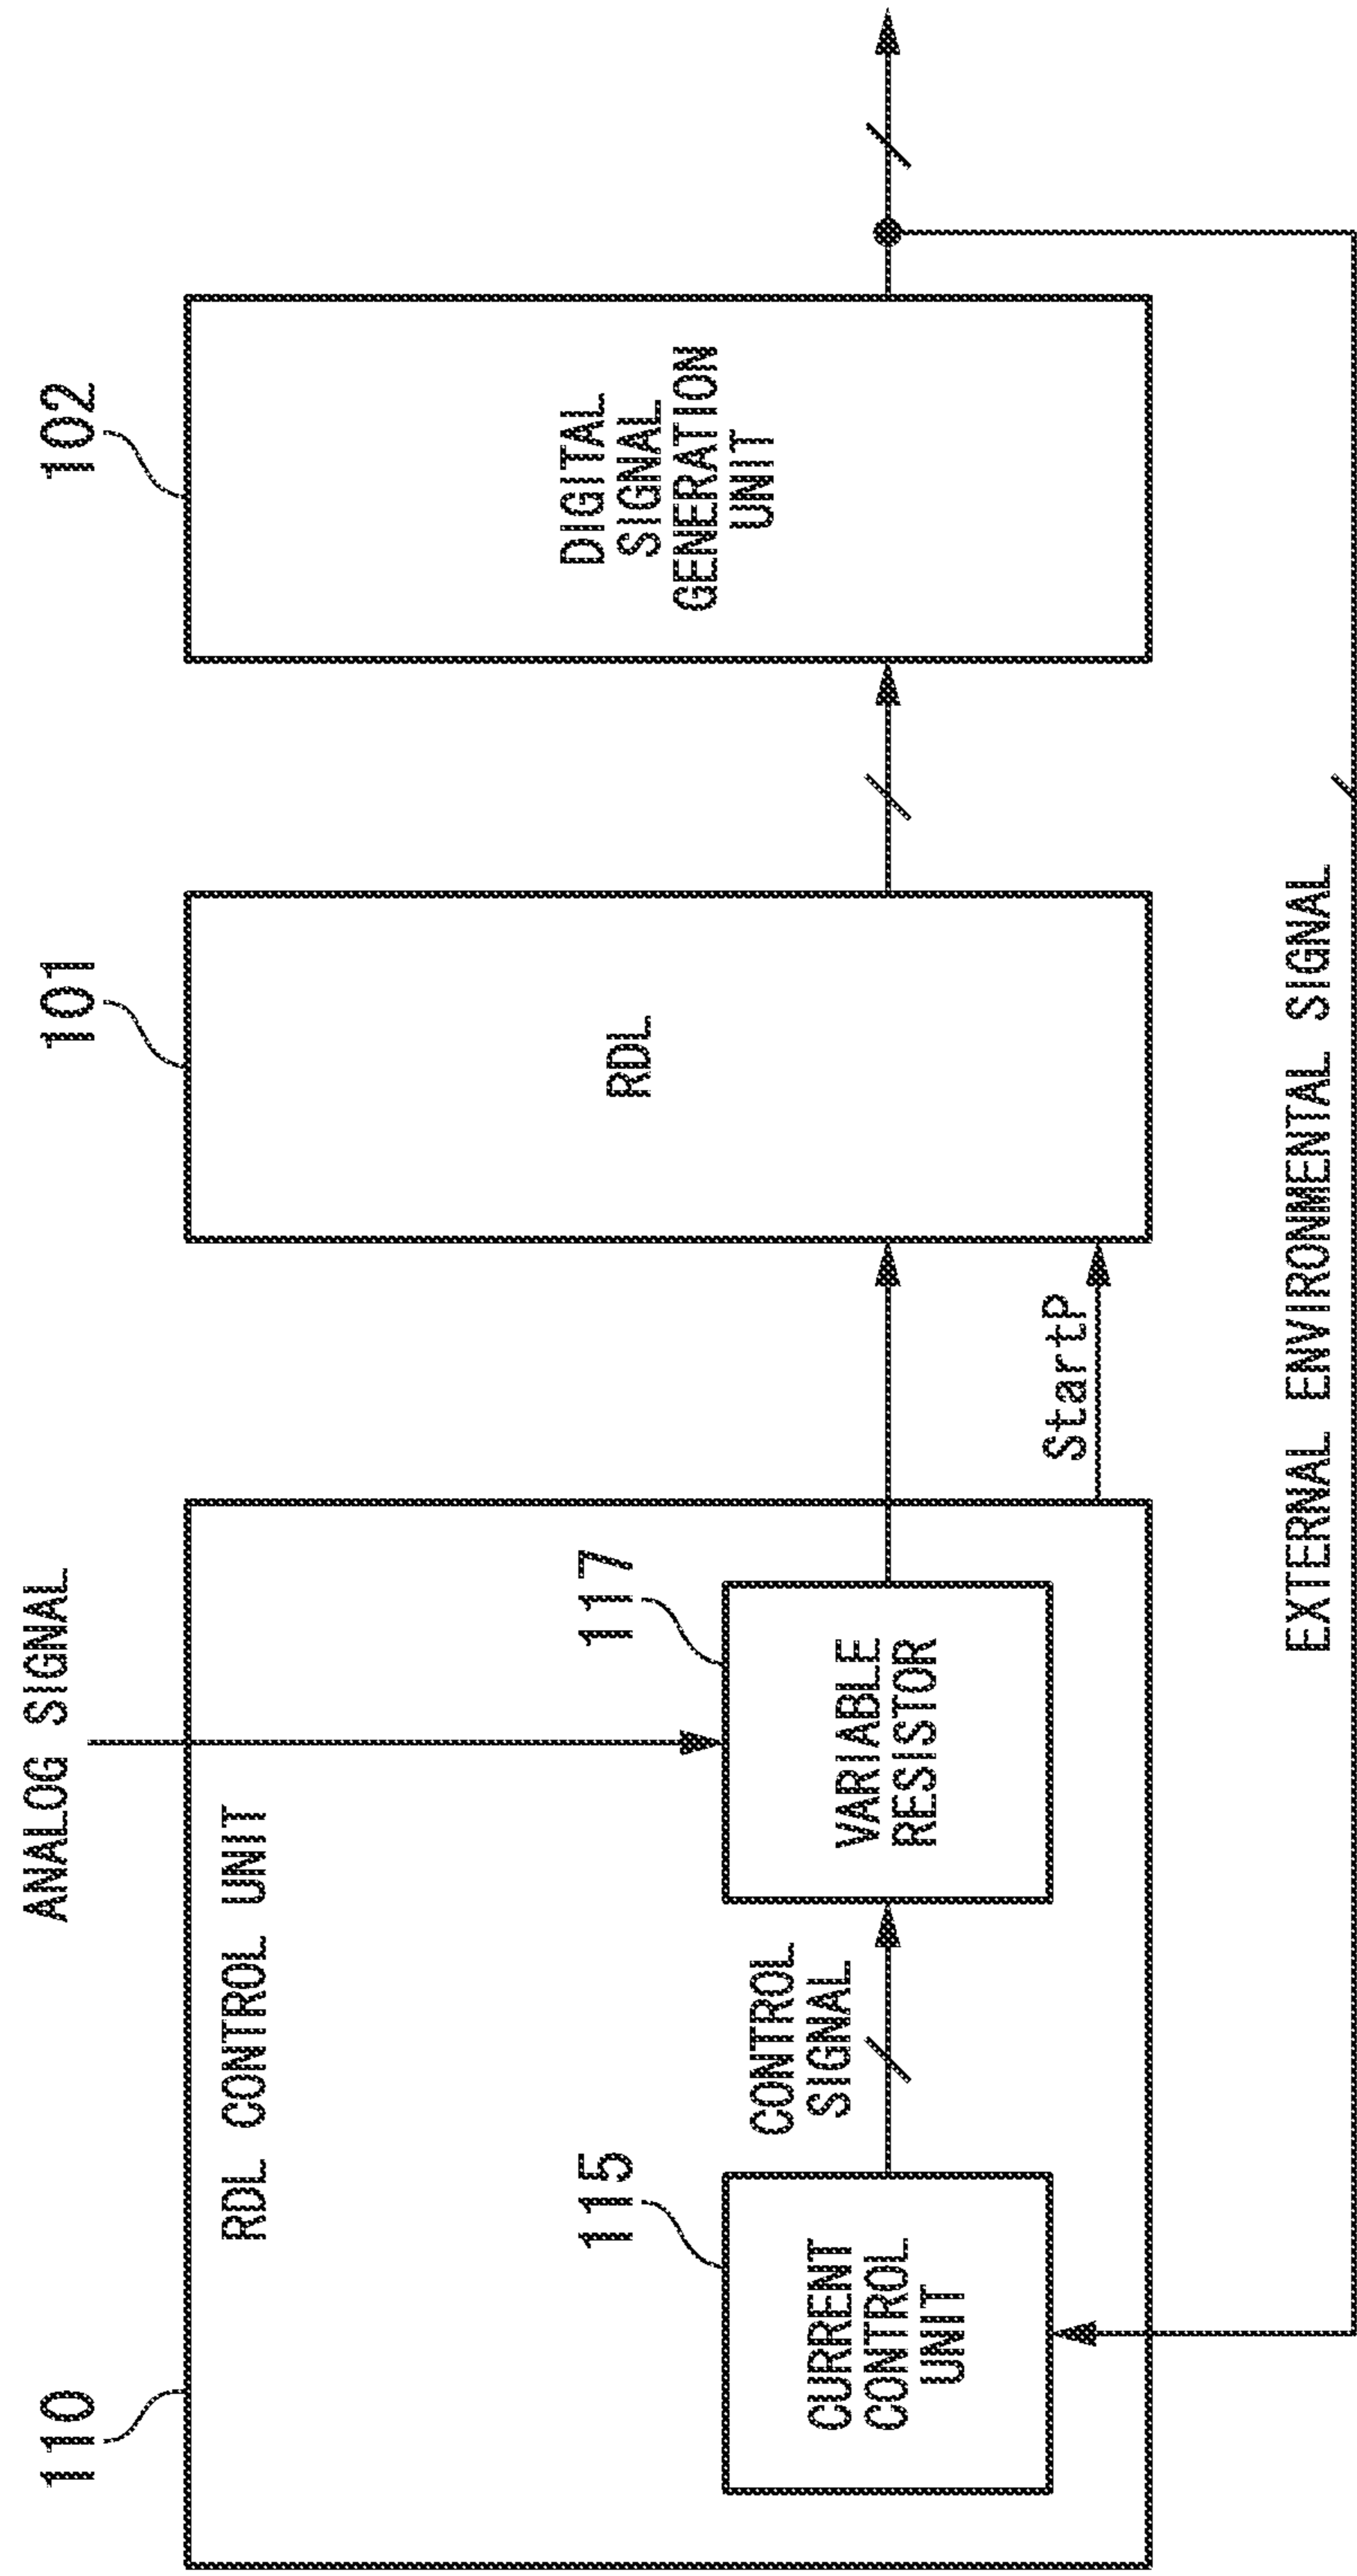 ANALOG SIGNAL
110
RDL CONTROL UNIT
115
CURRENT
CONTROL
UNIT
CONTROL
SIGNAL
117
VARIABLE
RESISTOR
StartP
101
RDL
102
DIGITAL
SIGNAL
GENERATION
UNIT
EXTERNAL ENVIRONMENTAL SIGNAL